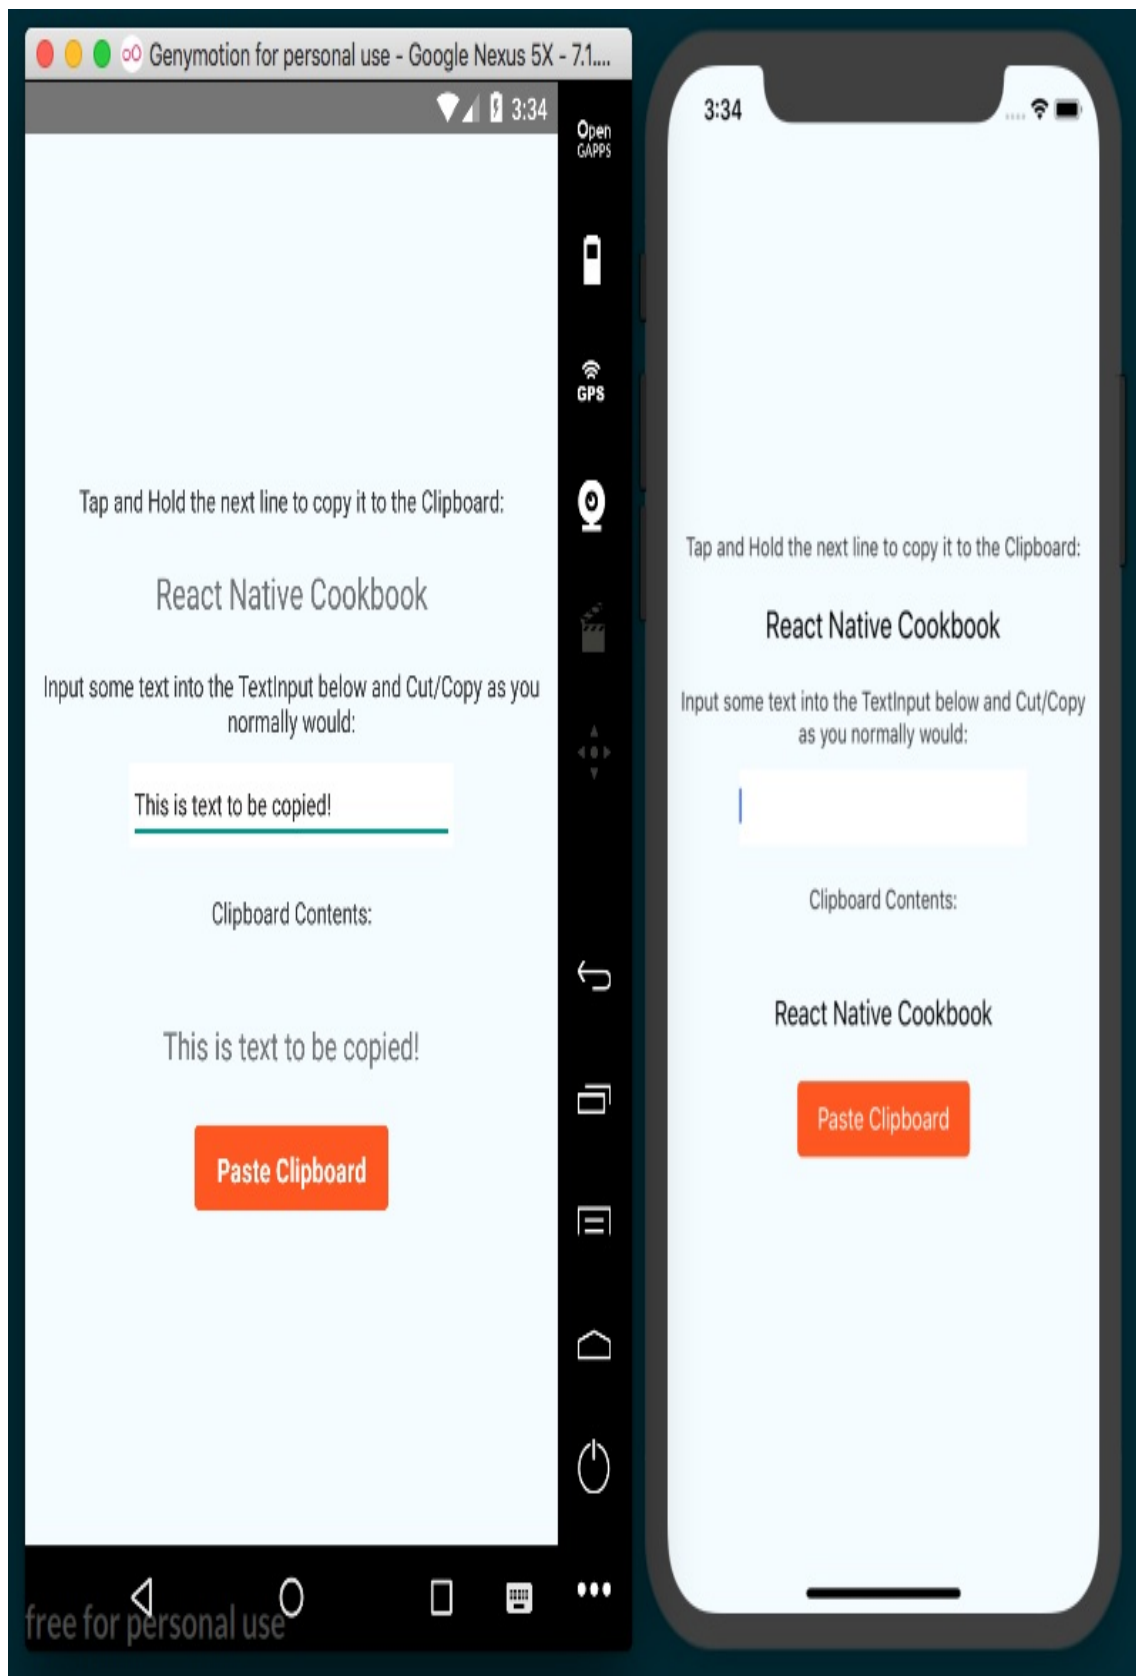 Genymotion for personal use - Google Nexus 5X - 7.1....
3:34
Open
GAPPS
GPS
Tap and Hold the next line to copy it to the Clipboard:
React Native Cookbook
Input some text into the TextInput below and Cut/Copy as you
normally would:
This is text to be copied!
Clipboard Contents:
This is text to be copied!
Paste Clipboard
free for personal use
3:34
Tap and Hold the next line to copy it to the Clipboard:
React Native Cookbook
Input some text into the TextInput below and Cut/Copy
as you normally would:
Clipboard Contents:
React Native Cookbook
Paste Clipboard